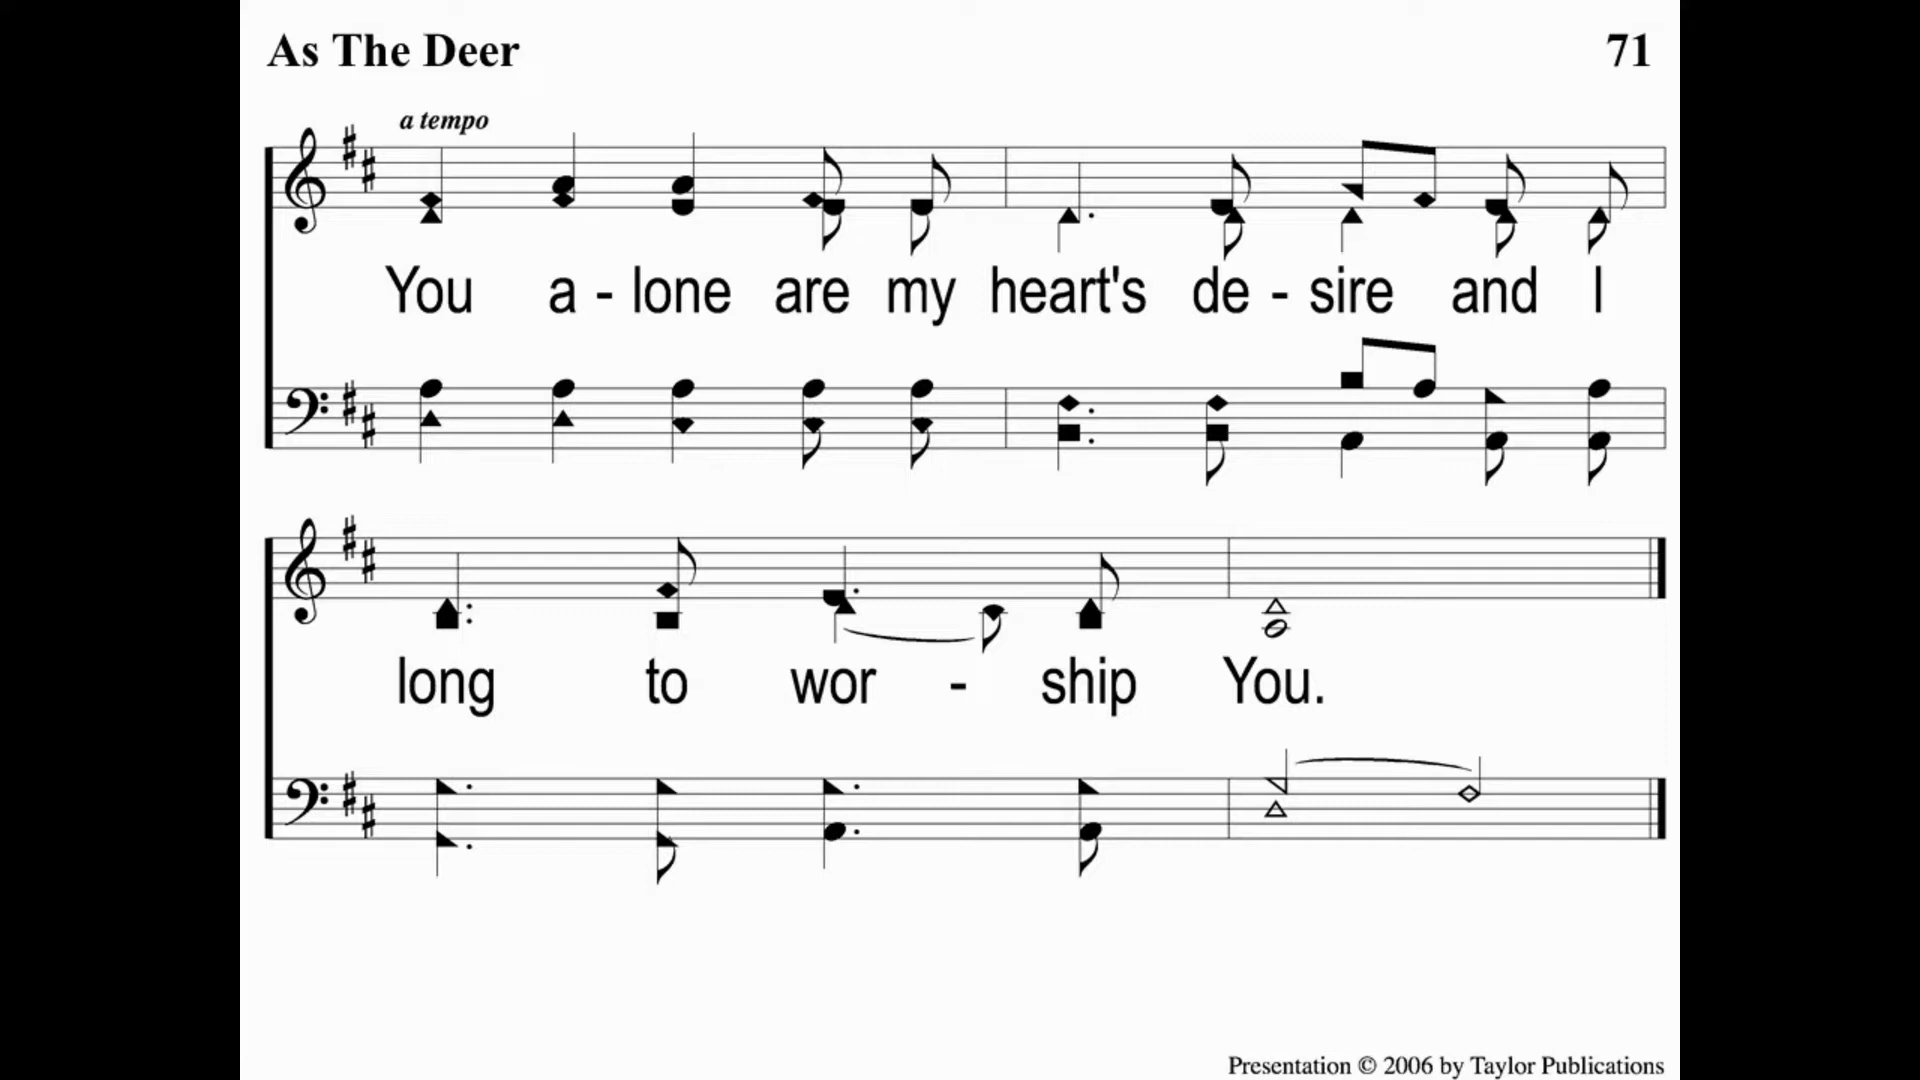 As The Deer 71
a tempo
You a - lone are my heart's de - sire and I
long to wor - ship You.
Presentation © 2006 by Taylor Publications